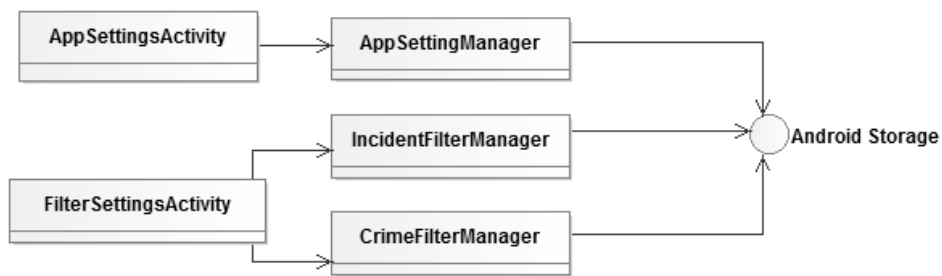 AppSettingsActivity
AppSettingManager
IncidentFilterManager
Android Storage
FilterSettingsActivity
CrimeFilterManager